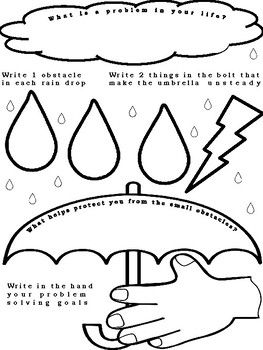 What is a problem in your life?
Write 1 obstacle
in each rain drop
Write 2 things in the bolt that
make the umbrella unsteady
What helps protect you from the small obstacles?
Write in the hand
your problem
solving goals